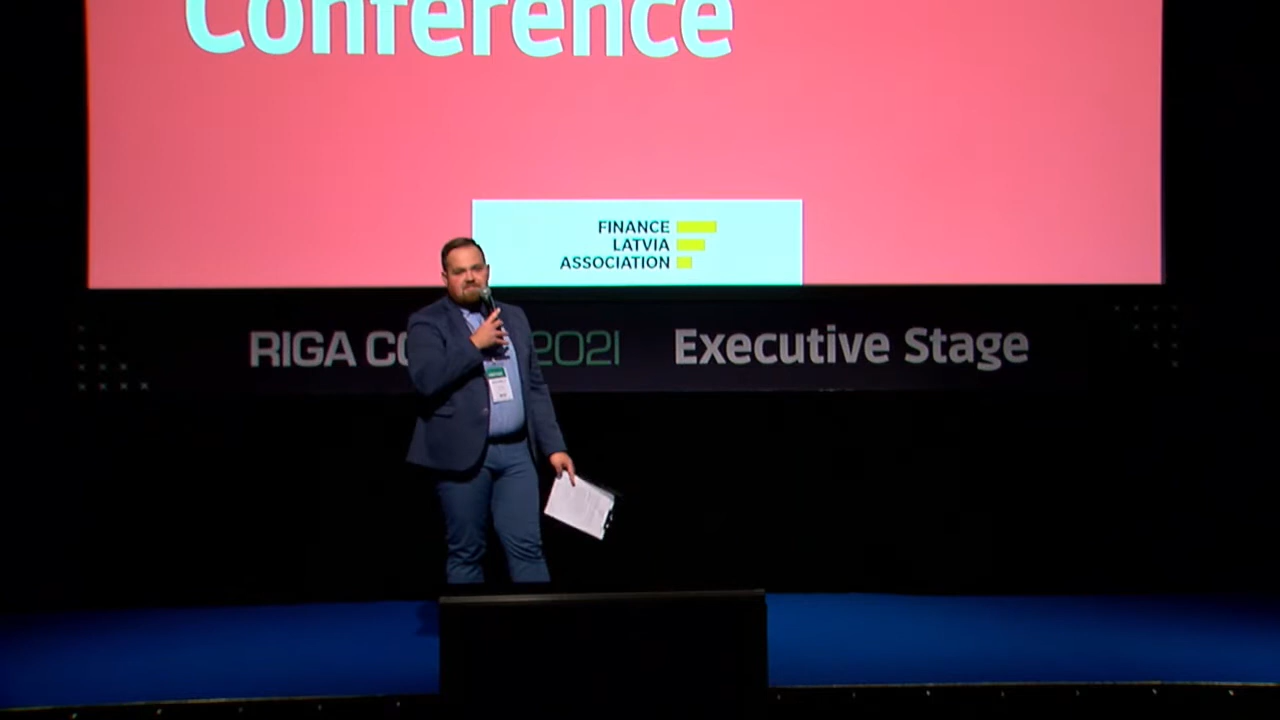 Conference
FINANCE
LATVIA
ASSOCIATION
RIGA CO 2021 Executive Stage